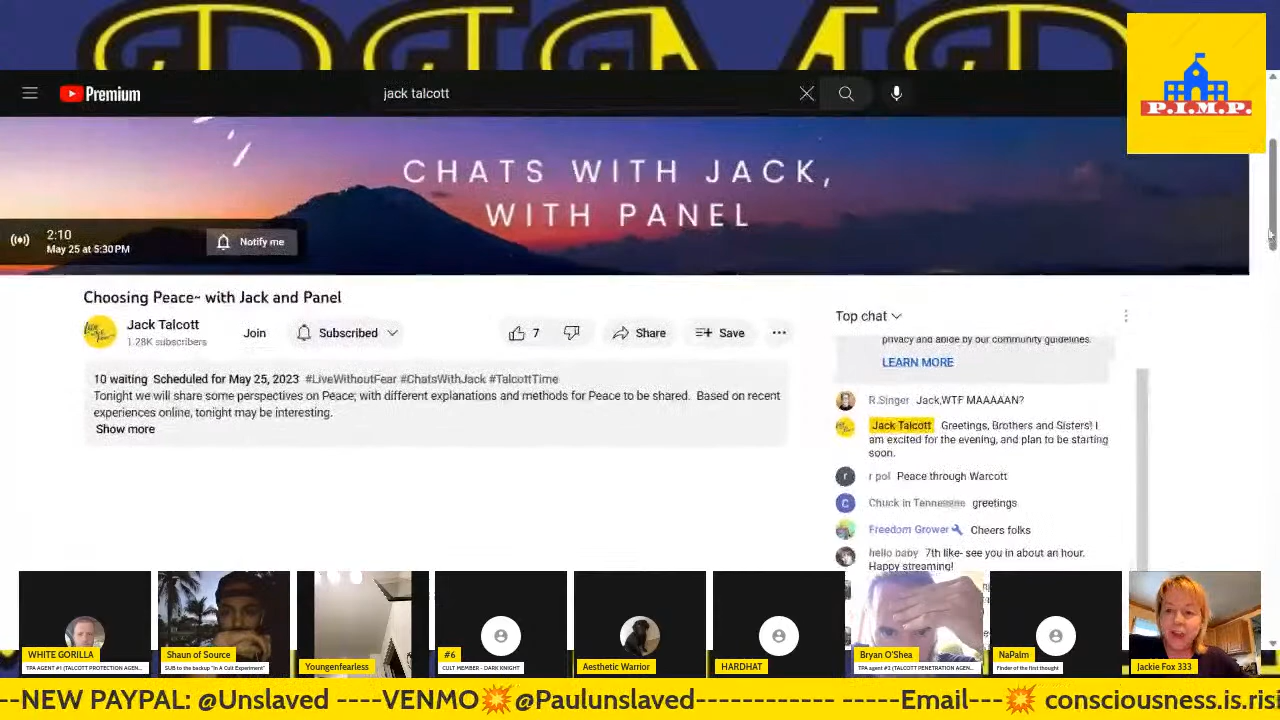 Premium
jack talcott
P.I.M.P.
CHATS WITH JACK,
WITH PANEL
2:10
May 25 at 5:30 PM
Notify me
Choosing Peace~ with Jack and Panel
Jack Talcott
1.28K subscribers
Join
Subscribed
7
Share
Save
Top chat
privacy and abide by our community guidelines.
LEARN MORE
10 waiting Scheduled for May 25, 2023 #LiveWithoutFear #ChatsWithJack #TalcottTime
Tonight we will share some perspectives on Peace; with different explanations and methods for Peace to be shared. Based on recent
experiences online, tonight may be interesting.
Show more
R.Singer Jack,WTF MAAAAN?
Jack Talcott Greetings, Brothers and Sisters! I
am excited for the evening, and plan to be starting
soon.
r pol Peace through Warcott
Chuck in Tennessee greetings
Freedom Grower Cheers folks
hello baby 7th like- see you in about an hour.
Happy streaming!
WHITE GORILLA
TPA AGENT #1 (TALCOTT PROTECTION AGEN...
Shaun of Source
SUB to the backup "In A Cult Experiment"
Youngenfearless
#6
CULT MEMBER - DARK KNIGHT
Aesthetic Warrior
HARDHAT
Bryan O'Shea
TPA agent #2 (TALCOTT PENETRATION AGEN...
NaPalm
Finder of the first thought
Jackie Fox 333
--NEW PAYPAL: @Unslaved ----VENMO💥@Paulunslaved----------- -----Email---💥 consciousness.is.risi